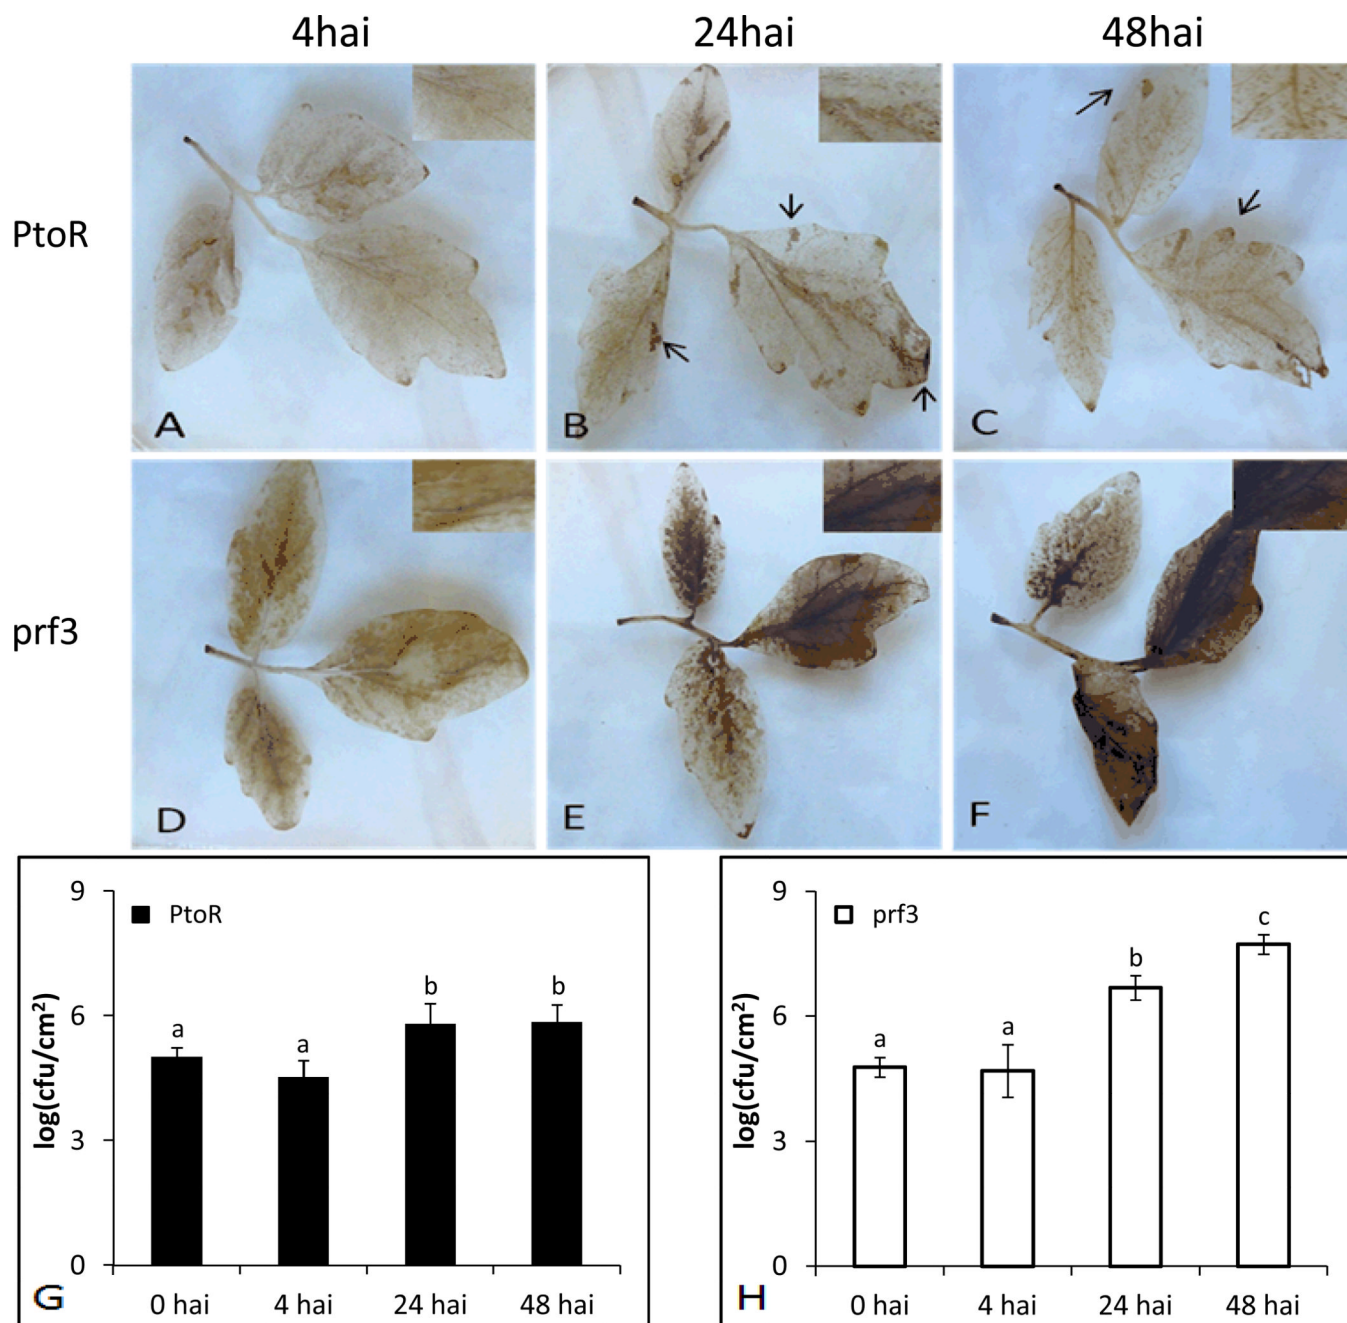 4hai 24hai 48hai
PtoR
A B C
prf3
D E F
9
PtoR
a a b b
6
log(cfu/cm²)
3
0
0 hai 4 hai 24 hai 48 hai
G
9
prf3
a a b c
6
log(cfu/cm²)
3
0
0 hai 4 hai 24 hai 48 hai
H